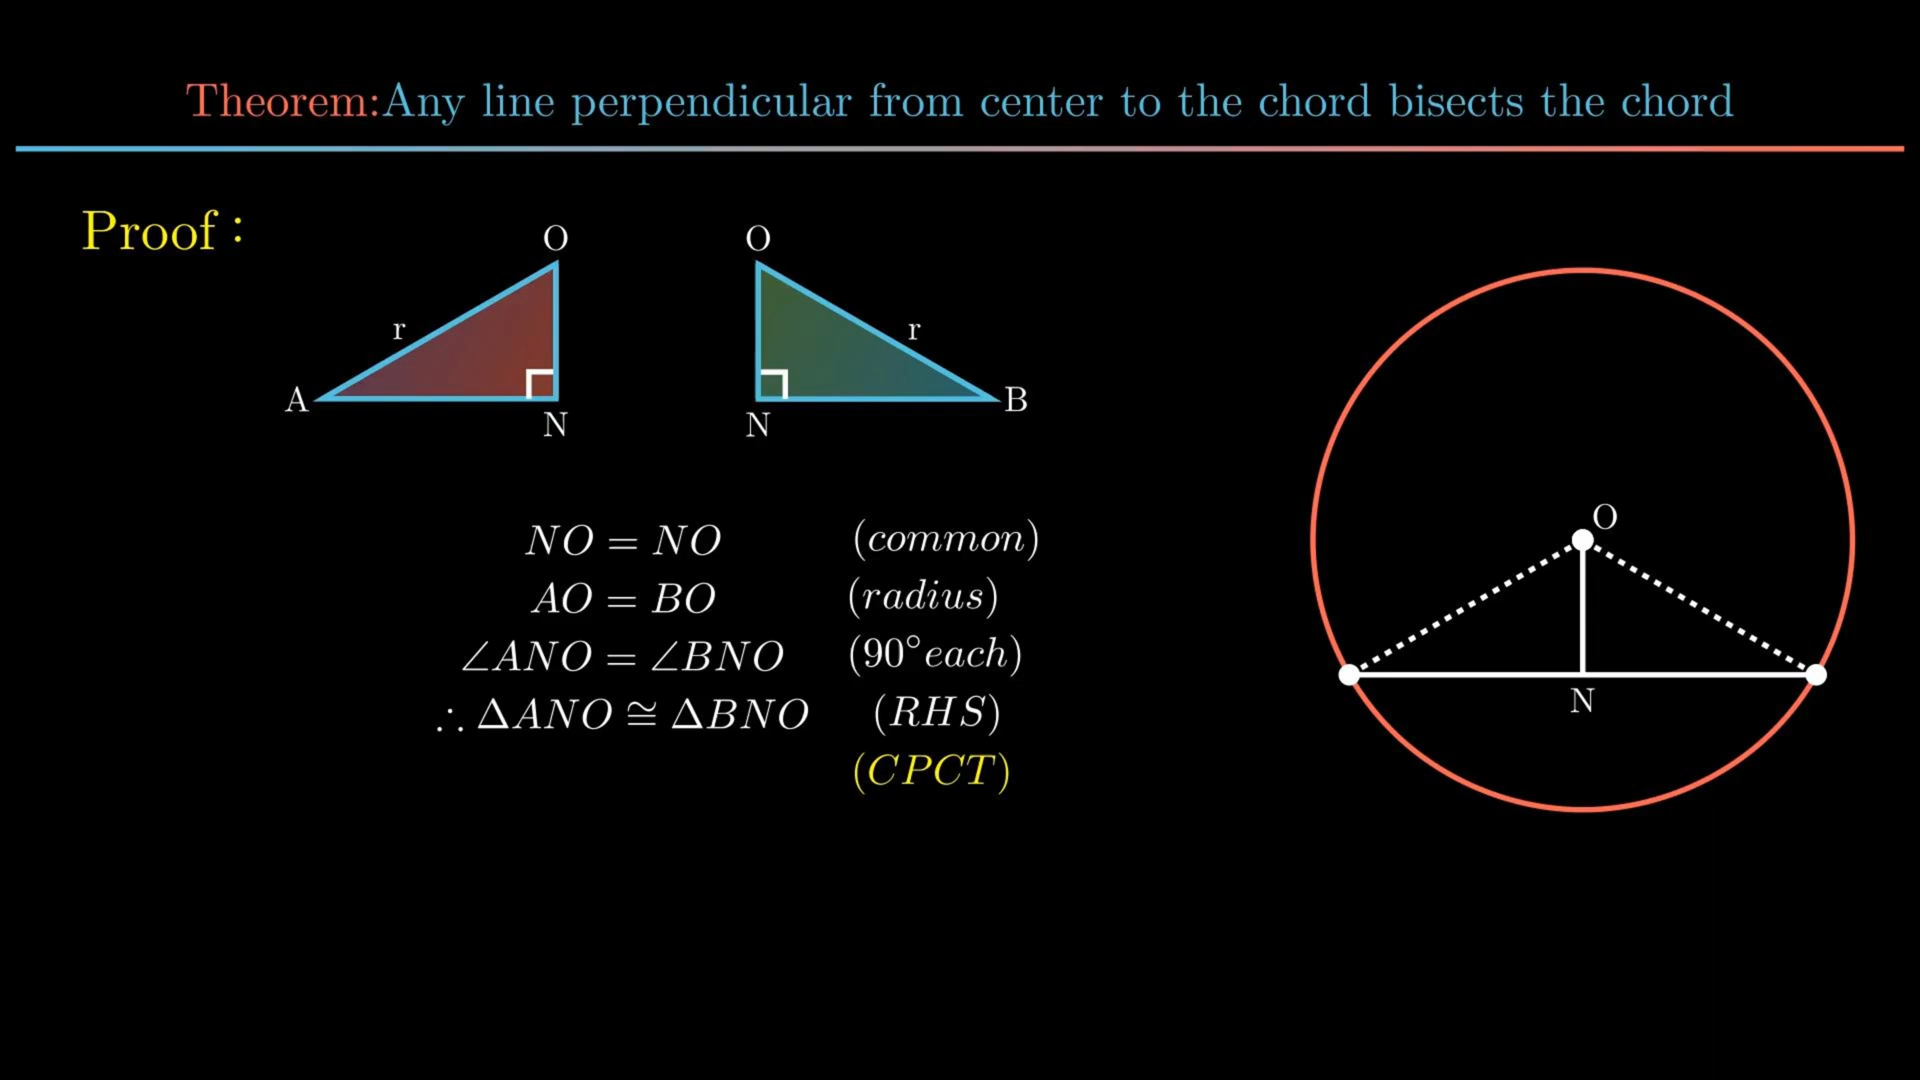 Theorem:Any line perpendicular from center to the chord bisects the chord
Proof :
O
O
r
r
A
N
N
B
NO = NO (common)
AO = BO (radius)
∠ANO = ∠BNO (90°each)
∴ ΔANO ≅ ΔBNO (RHS)
(CPCT)
O
N